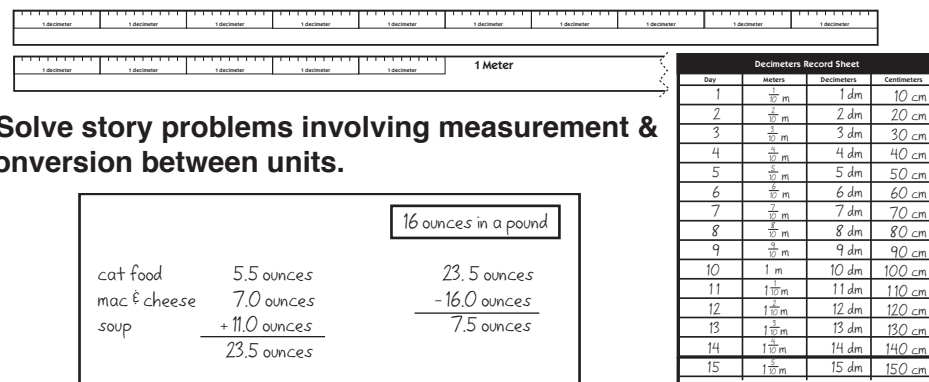 1 decimeter 1 decimeter 1 decimeter 1 decimeter 1 decimeter 1 decimeter 1 decimeter 1 decimeter 1 decimeter 1 decimeter
1 decimeter 1 decimeter 1 decimeter 1 decimeter 1 decimeter 1 Meter
Solve story problems involving measurement &
onversion between units.
16 ounces in a pound
cat food 5.5 ounces 23.5 ounces
mac & cheese 7.0 ounces -16.0 ounces
soup +11.0 ounces 7.5 ounces
23.5 ounces
Decimeters Record Sheet
Day Meters Decimeters Centimeters
1 1/10 m 1 dm 10 cm
2 2/10 m 2 dm 20 cm
3 3/10 m 3 dm 30 cm
4 4/10 m 4 dm 40 cm
5 5/10 m 5 dm 50 cm
6 6/10 m 6 dm 60 cm
7 7/10 m 7 dm 70 cm
8 8/10 m 8 dm 80 cm
9 9/10 m 9 dm 90 cm
10 1 m 10 dm 100 cm
11 1 1/10 m 11 dm 110 cm
12 1 2/10 m 12 dm 120 cm
13 1 3/10 m 13 dm 130 cm
14 1 4/10 m 14 dm 140 cm
15 1 5/10 m 15 dm 150 cm